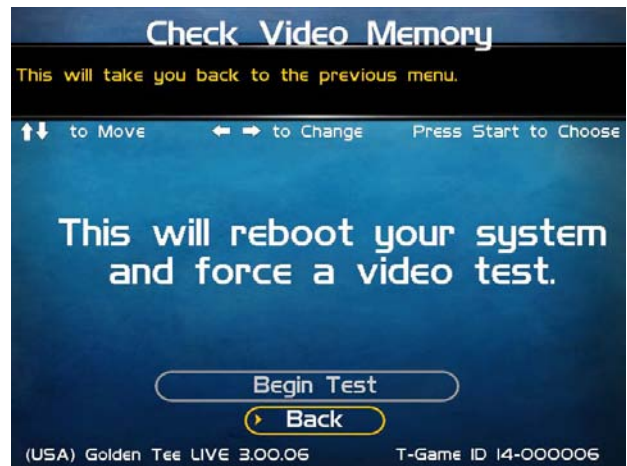 Check Video Memory
This will take you back to the previous menu.
to Move to Change Press Start to Choose
This will reboot your system
and force a video test.
Begin Test
Back
(USA) Golden Tee LIVE 3.00.06 T-Game ID 14-000006